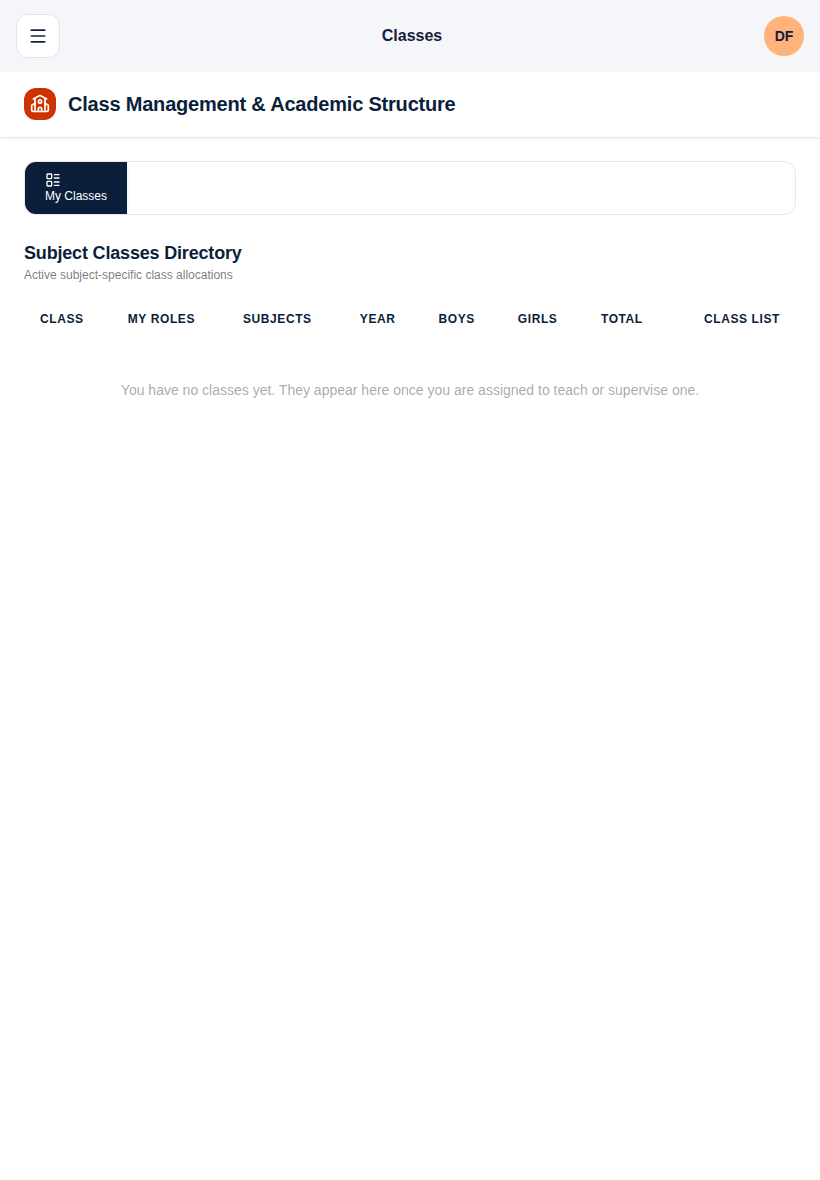 Classes
DF
Class Management & Academic Structure
My Classes
Subject Classes Directory
Active subject-specific class allocations
CLASS MY ROLES SUBJECTS YEAR BOYS GIRLS TOTAL CLASS LIST
You have no classes yet. They appear here once you are assigned to teach or supervise one.